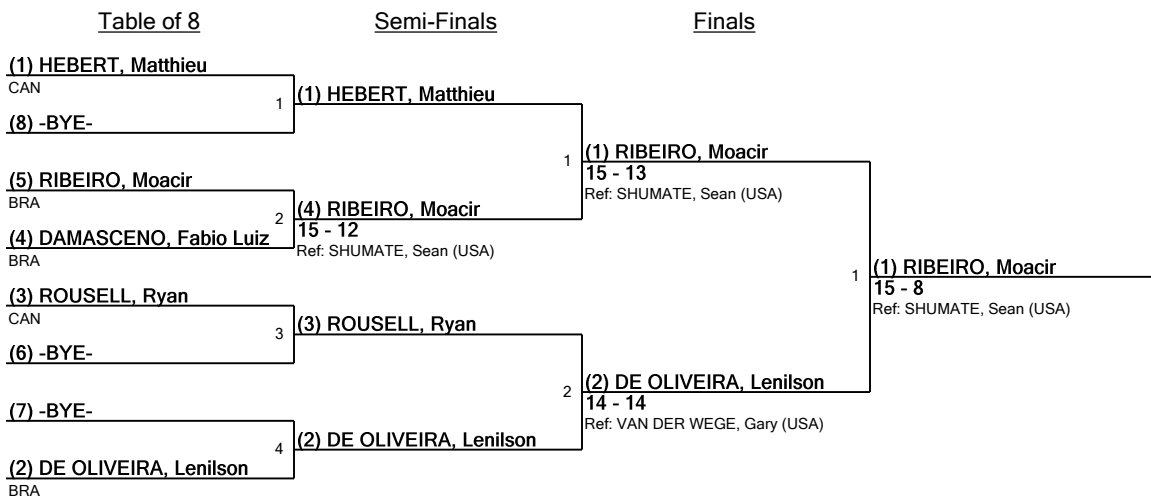 Table of 8
Semi-Finals
Finals
(1) HEBERT, Matthieu
CAN
1
(8) -BYE-
(5) RIBEIRO, Moacir
BRA
2
(4) DAMASCENO, Fabio Luiz
BRA
(3) ROUSELL, Ryan
CAN
3
(6) -BYE-
(7) -BYE-
4
(2) DE OLIVEIRA, Lenilson
BRA
(1) HEBERT, Matthieu
1
(4) RIBEIRO, Moacir
15 - 12
Ref: SHUMATE, Sean (USA)
(3) ROUSELL, Ryan
2
(2) DE OLIVEIRA, Lenilson
(1) RIBEIRO, Moacir
15 - 13
Ref: SHUMATE, Sean (USA)
1
(2) DE OLIVEIRA, Lenilson
14 - 14
Ref: VAN DER WEGE, Gary (USA)
(1) RIBEIRO, Moacir
15 - 8
Ref: SHUMATE, Sean (USA)